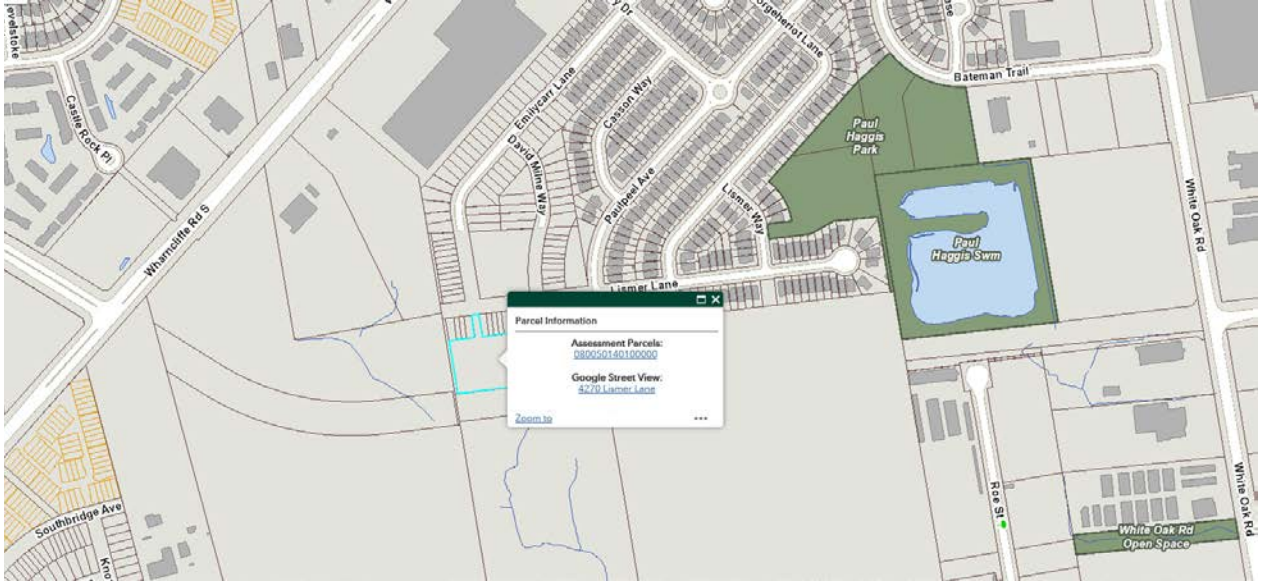 evelstoke
Castle Rock Pl
Wharncliffe Rd S
Emilycarr Lane
David Milne Way
Casson Way
Paulpeel Ave
Lismer Way
Lismer Lane
Bateman Trail
Paul
Haggis
Park
Paul
Haggis Swm
White Oak Rd
Parcel Information
Assessment Parcels:
080050140100000
Google Street View:
4270 Lismer Lane
Zoom to
•••
Southbridge Ave
Roe St
White Oak Rd
White Oak Rd
Open Space